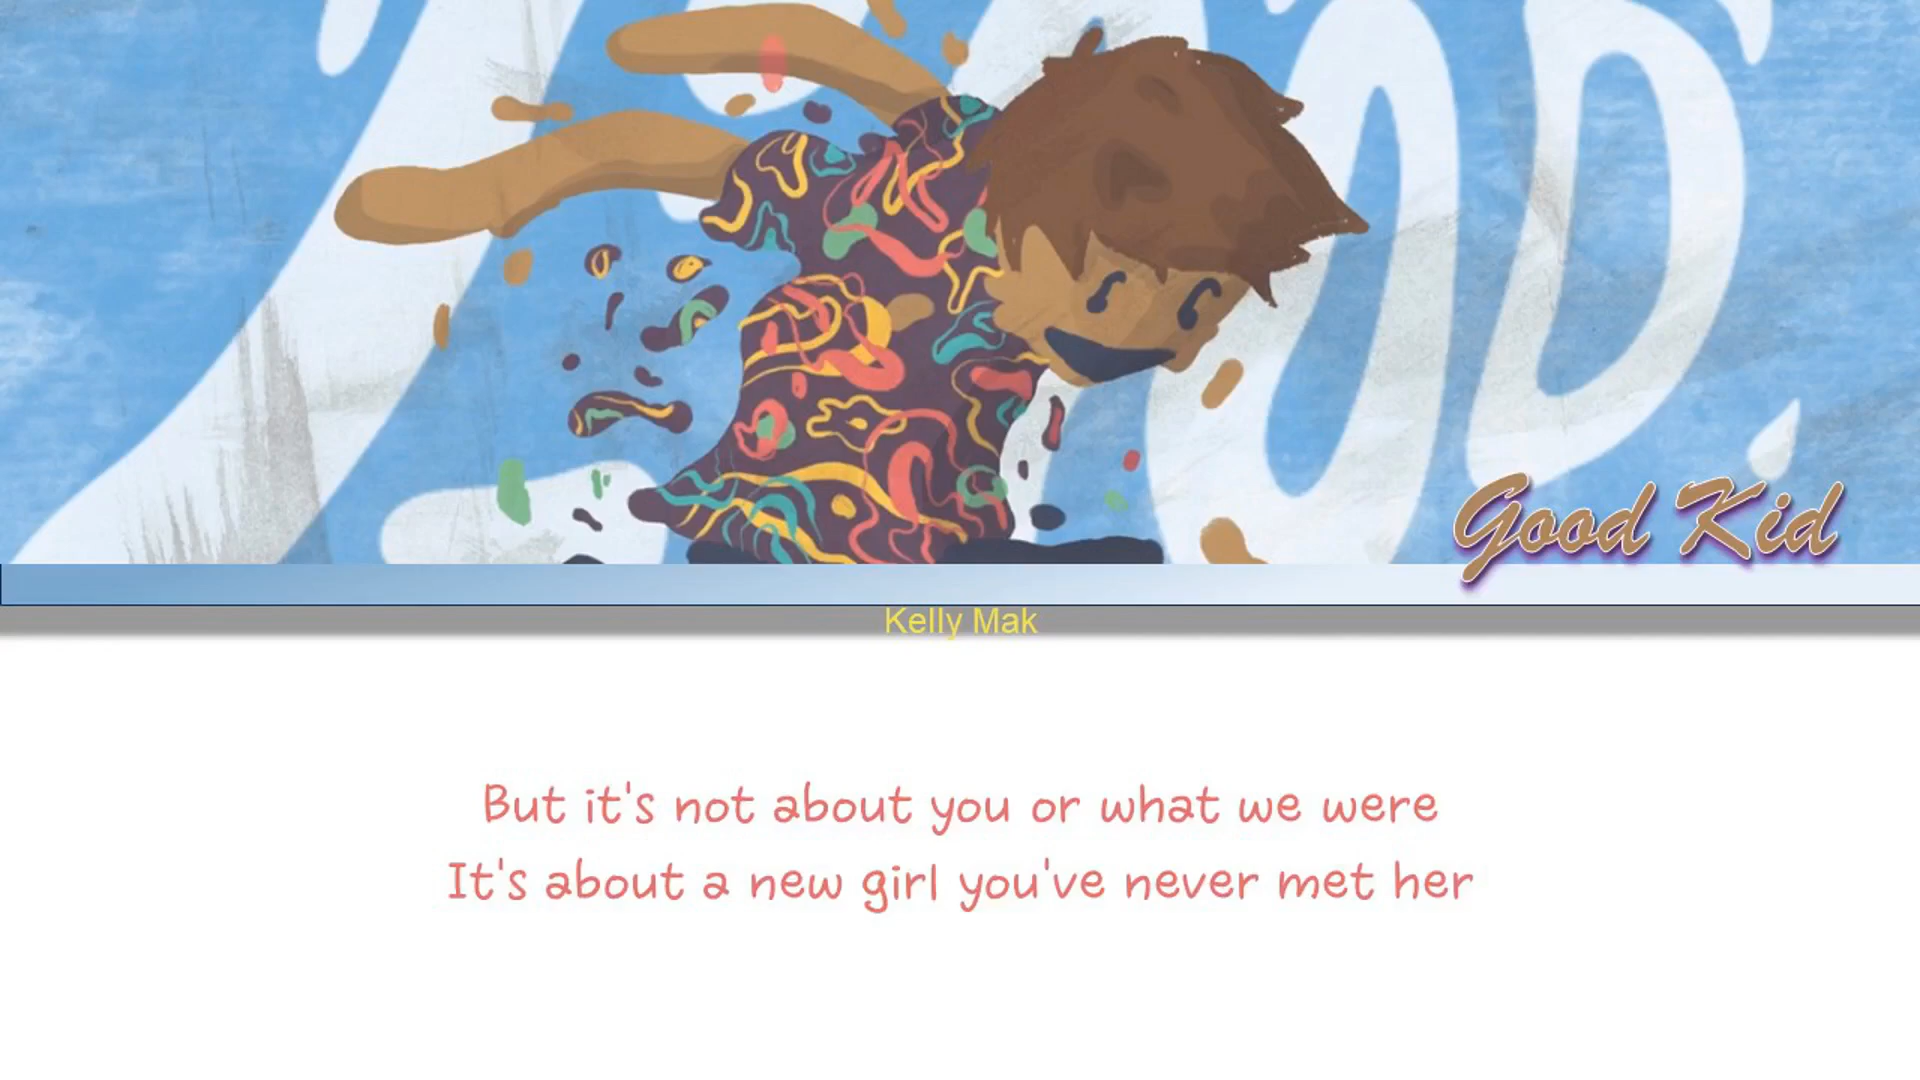 Good Kid
Kelly Mak
But it's not about you or what we were
It's about a new girl you've never met her